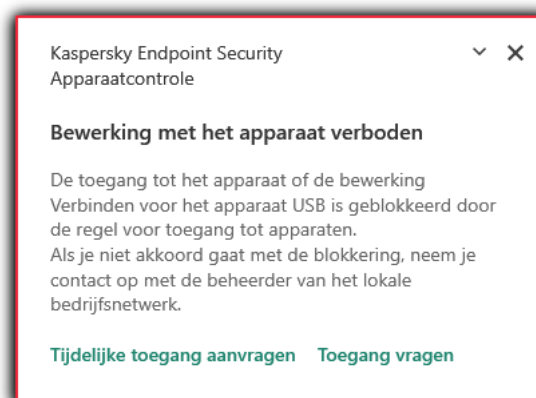 Kaspersky Endpoint Security
Apparaatcontrole
Bewerking met het apparaat verboden
De toegang tot het apparaat of de bewerking
Verbinden voor het apparaat USB is geblokkeerd door
de regel voor toegang tot apparaten.
Als je niet akkoord gaat met de blokkering, neem je
contact op met de beheerder van het lokale
bedrijfsnetwerk.
Tijdelijke toegang aanvragen Toegang vragen